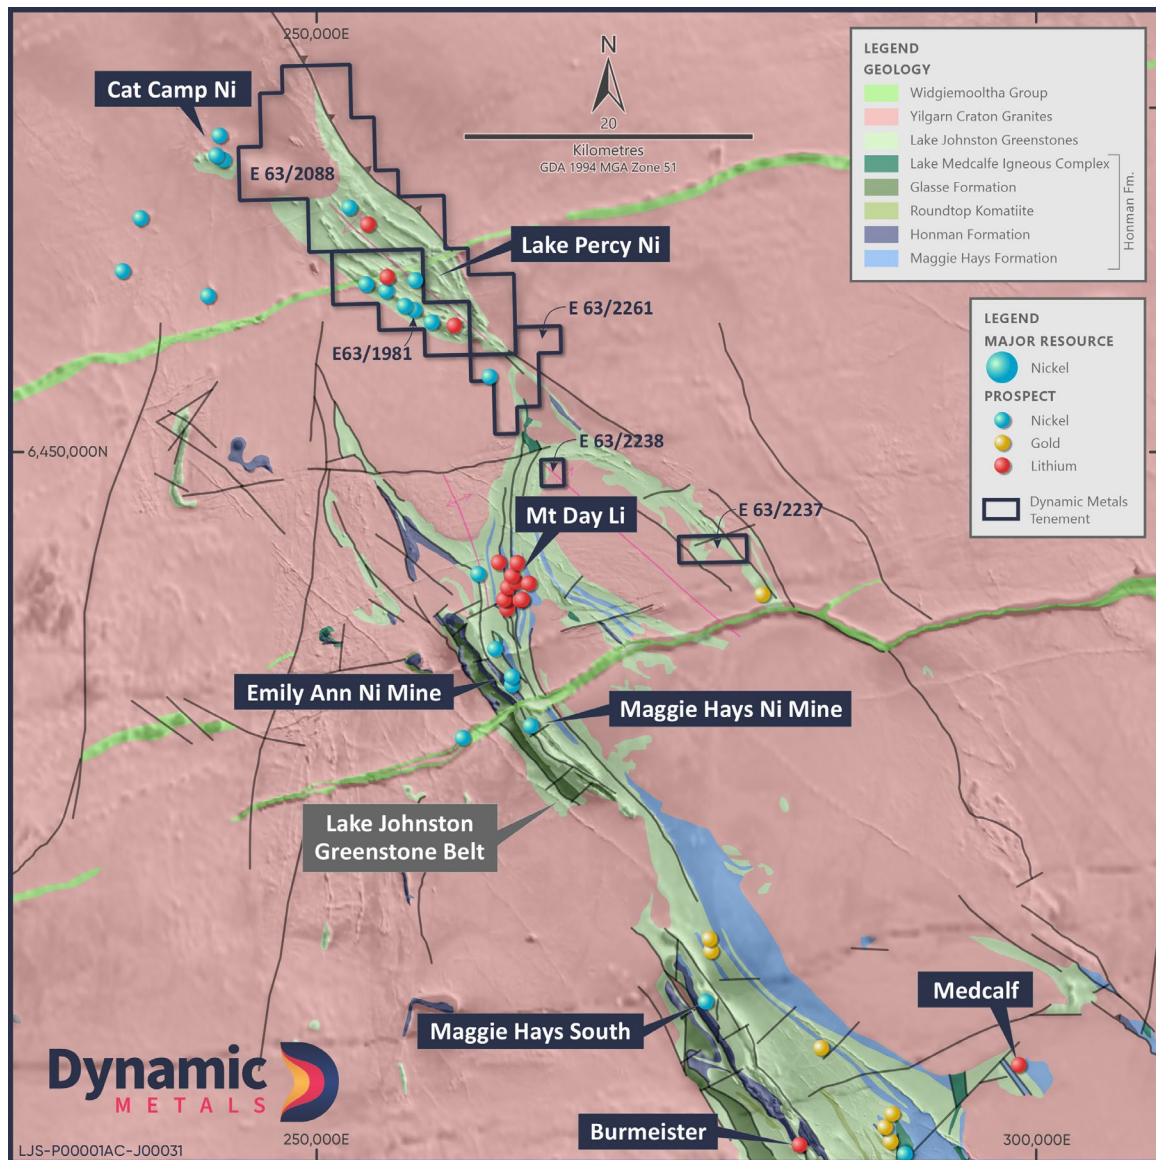 250,000E
N
20
Kilometres
GDA 1994 MGA Zone 51
LEGEND
GEOLOGY
Widgiemooltha Group
Yilgarn Craton Granites
Lake Johnston Greenstones
Lake Medcalfe Igneous Complex
Glasse Formation
Roundtop Komatiite
Honman Formation
Maggie Hays Formation
Honman Fm.
Cat Camp Ni
E 63/2088
Lake Percy Ni
E 63/2261
E63/1981
LEGEND
MAJOR RESOURCE
Nickel
PROSPECT
Nickel
Gold
Lithium
Dynamic Metals
Tenement
6,450,000N
E 63/2238
Mt Day Li
E 63/2237
Emily Ann Ni Mine
Maggie Hays Ni Mine
Lake Johnston
Greenstone Belt
Medcalf
Maggie Hays South
Burmeister
Dynamic
METALS
LJS-P00001AC-J00031
250,000E
300,000E